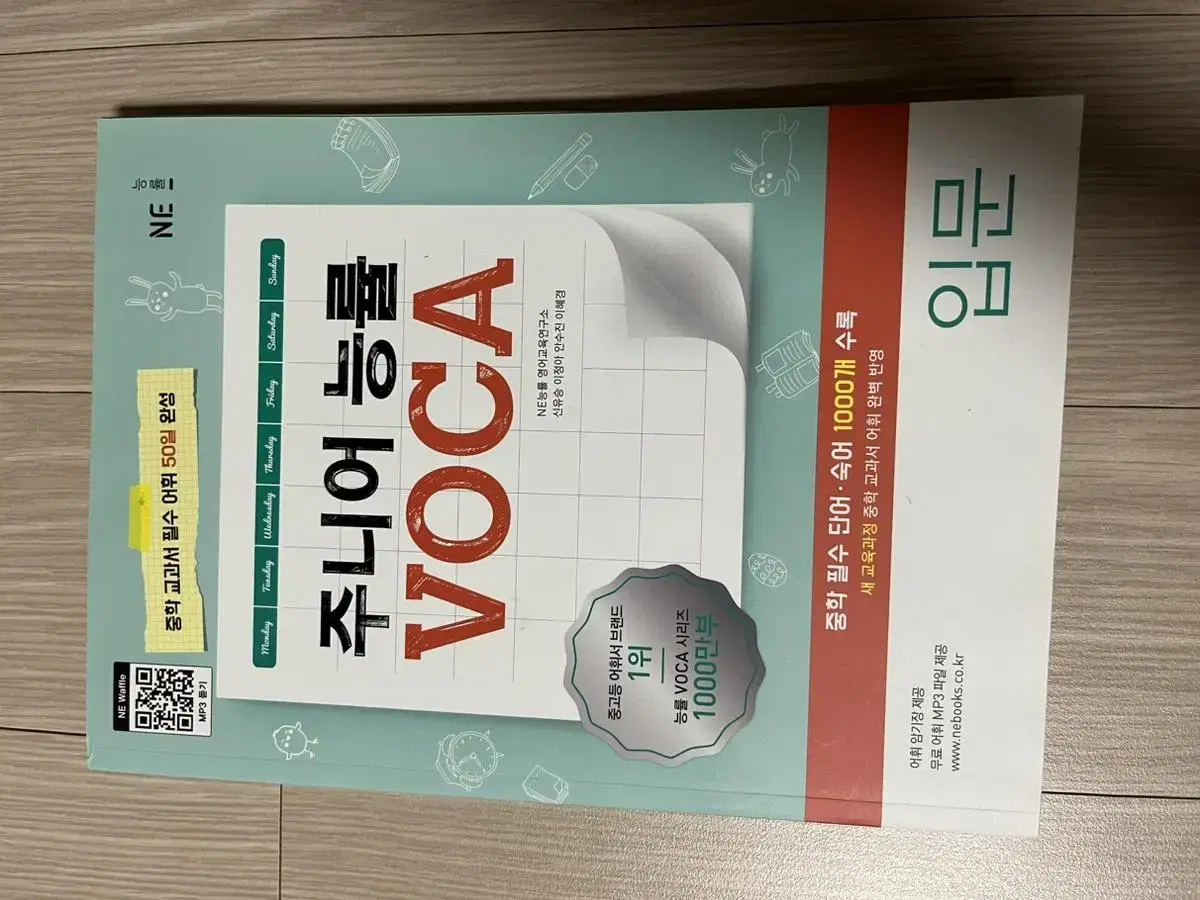 NE Waffle
MP3 듣기
중학 교과서 필수 어휘 50일 완성
NE 능률
Monday Tuesday Wednesday Thursday Friday Saturday Sunday
주니어 능률
VOCA
NE능률 영어교육연구소
신유승 이정아 안수진 이혜경
중고등 어휘서 브랜드
1위
능률 VOCA 시리즈
1000만부
중학 필수 단어·숙어 1000개 수록
새 교육과정 중학 교과서 어휘 완벽 반영
어휘 암기장 제공
무료 어휘 MP3 파일 제공
www.nebooks.co.kr
입문